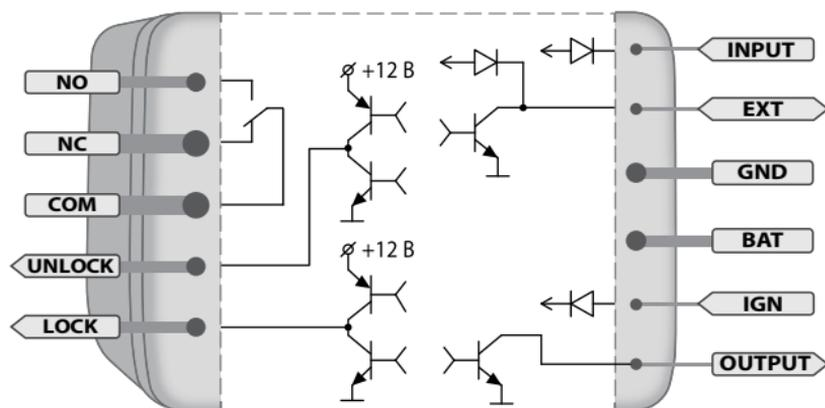 NO
NC
COM
UNLOCK
LOCK
+12 В
+12 В
INPUT
EXT
GND
BAT
IGN
OUTPUT